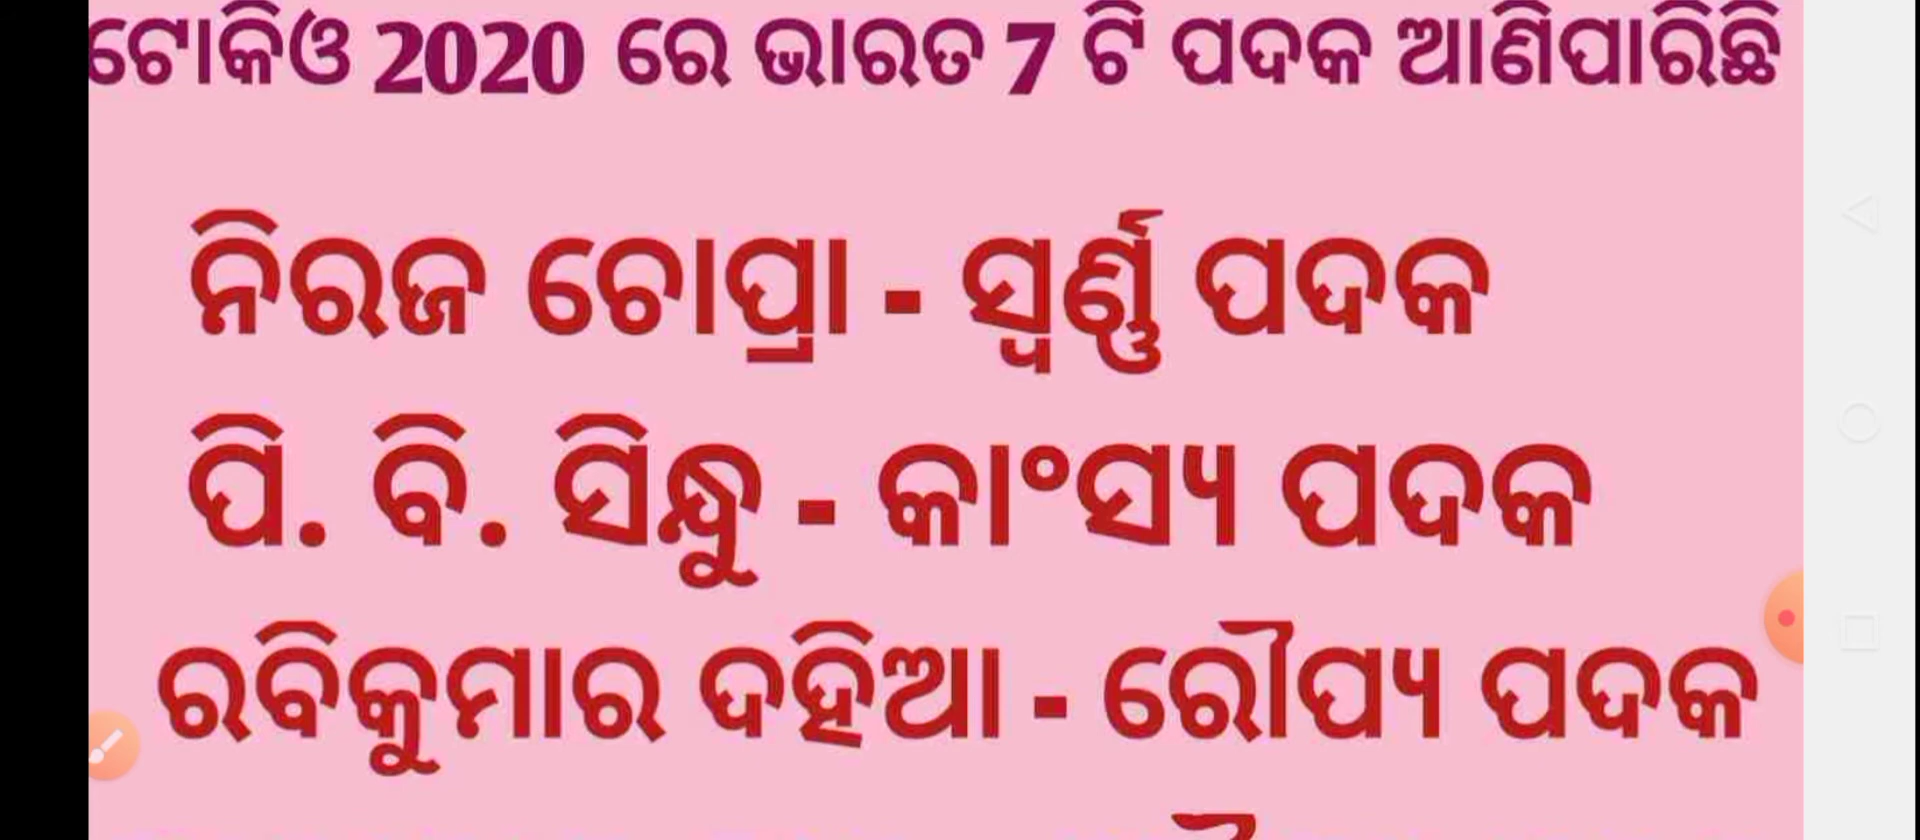 ଟୋକିଓ 2020 ରେ ଭାରତ 7 ଟି ପଦକ ଆଣିପାରିଛି
ନିରଜ ଚୋପ୍ରା - ସ୍ୱର୍ଣ୍ଣ ପଦକ
ପି. ବି. ସିନ୍ଧୁ - କାଂସ୍ୟ ପଦକ
ରବିକୁମାର ଦହିଆ - ରୌପ୍ୟ ପଦକ